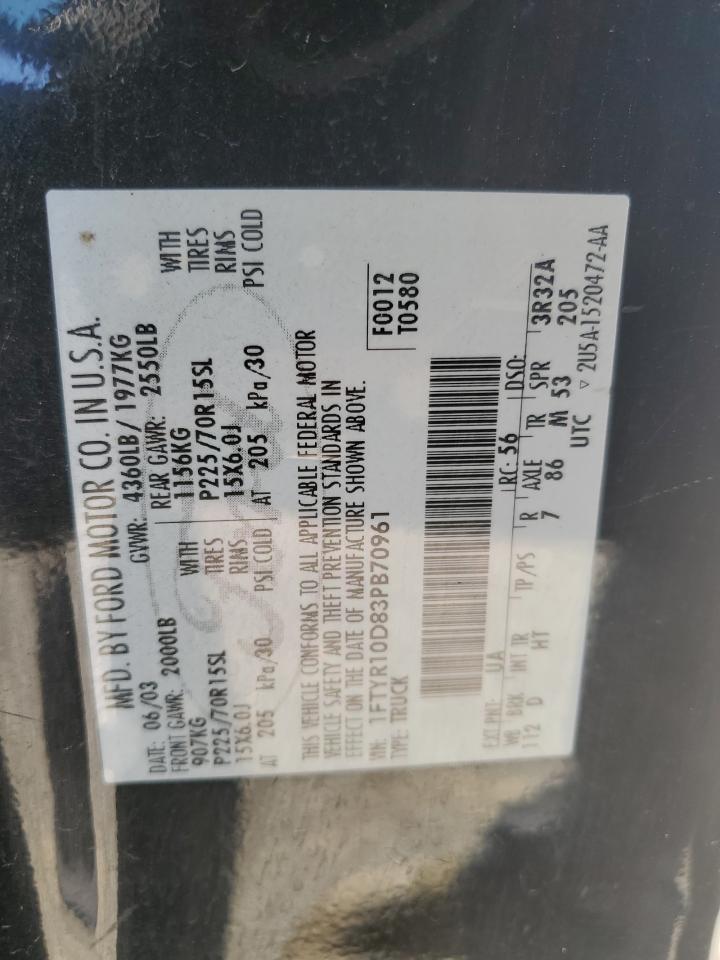 MFD. BY FORD MOTOR CO. IN U.S.A.
DATE: 06/03 GVWR: 4360LB/ 1977KG
FRONT GAWR: 2000LB REAR GAWR: 2550LB
907KG WITH 1156KG WITH
P225/70R15SL TIRES P225/70R15SL TIRES
15X6.0J RIMS 15X6.0J RIMS
AT 205 kPa/30 PSI COLD AT 205 kPa/30 PSI COLD
THIS VEHICLE CONFORMS TO ALL APPLICABLE FEDERAL MOTOR
VEHICLE SAFETY AND THEFT PREVENTION STANDARDS IN
EFFECT ON THE DATE OF MANUFACTURE SHOWN ABOVE.
VIN: 1FTYR10D83PB70961
TYPE: TRUCK
F0012
T0580
EXT PNT: UA RC: 56 DSO:
WB BRK INT TR TP/PS R AXLE TR SPR 3R32A
112 D HT 7 86 M 53 205
UTC ▽ 2U5A-1520472-AA